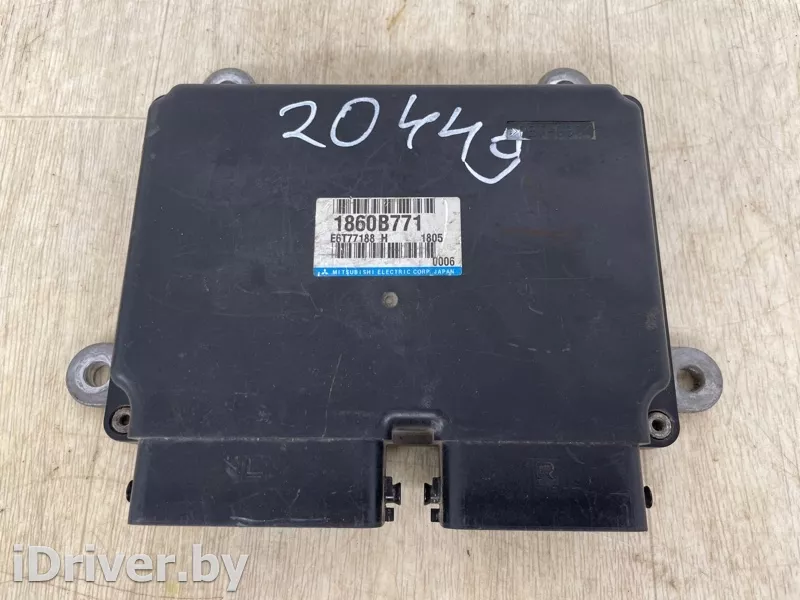 20449
1860B771
E6T77188 H 1805
0006
MITSUBISHI ELECTRIC CORP. JAPAN
L R
iDriver.by